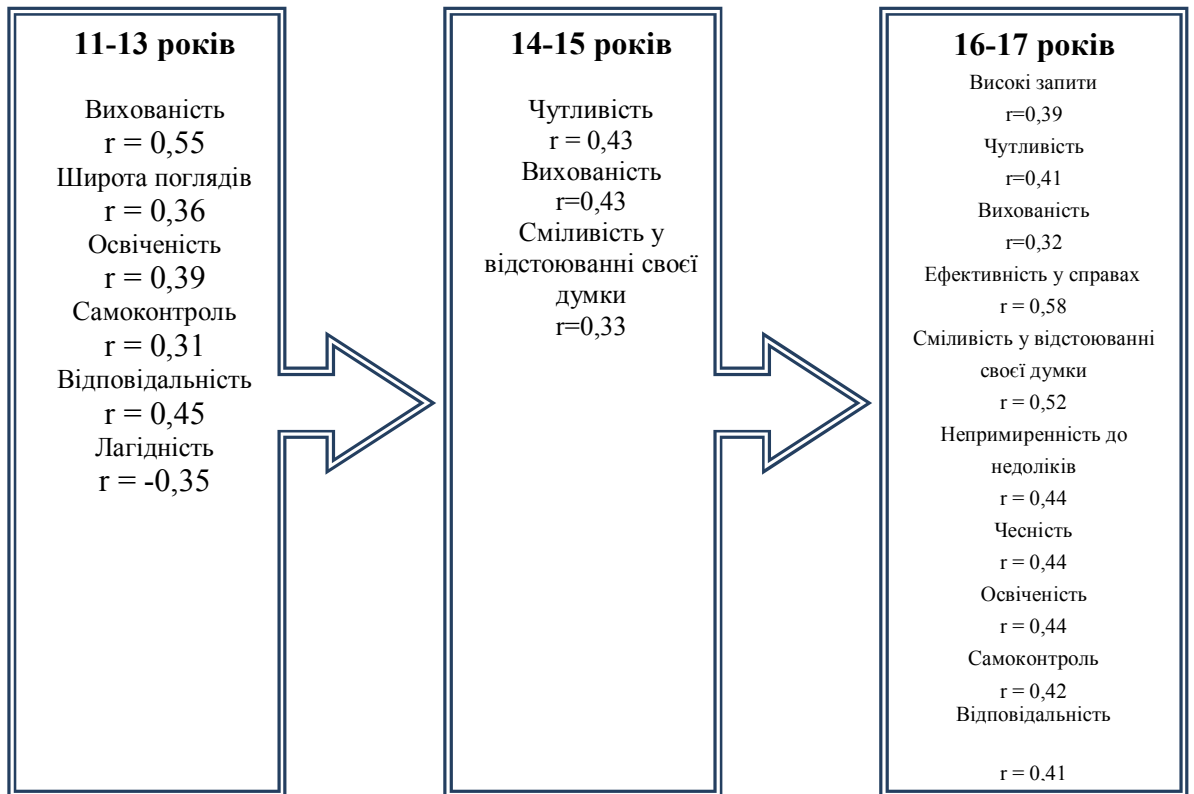 11-13 років
Вихованість
r = 0,55
Широта поглядів
r = 0,36
Освіченість
r = 0,39
Самоконтроль
r = 0,31
Відповідальність
r = 0,45
Лагідність
r = -0,35
14-15 років
Чутливість
r = 0,43
Вихованість
r=0,43
Сміливість у
відстоюванні своєї
думки
r=0,33
16-17 років
Високі запити
r=0,39
Чутливість
r=0,41
Вихованість
r=0,32
Ефективність у справах
r = 0,58
Сміливість у відстоюванні
своєї думки
r = 0,52
Непримиренність до
недоліків
r = 0,44
Чесність
r = 0,44
Освіченість
r = 0,44
Самоконтроль
r = 0,42
Відповідальність
r = 0,41